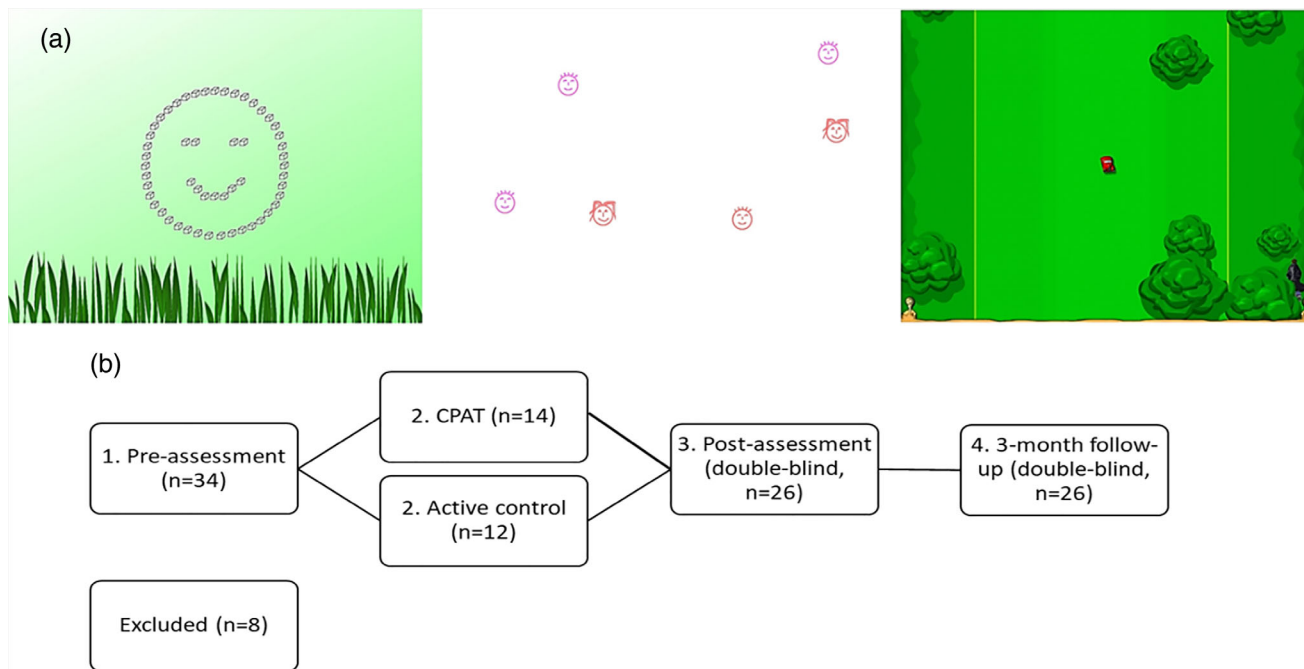 (a)
(b)
1. Pre-assessment
(n=34)
2. CPAT (n=14)
2. Active control
(n=12)
3. Post-assessment
(double-blind,
n=26)
4. 3-month follow-
up (double-blind,
n=26)
Excluded (n=8)